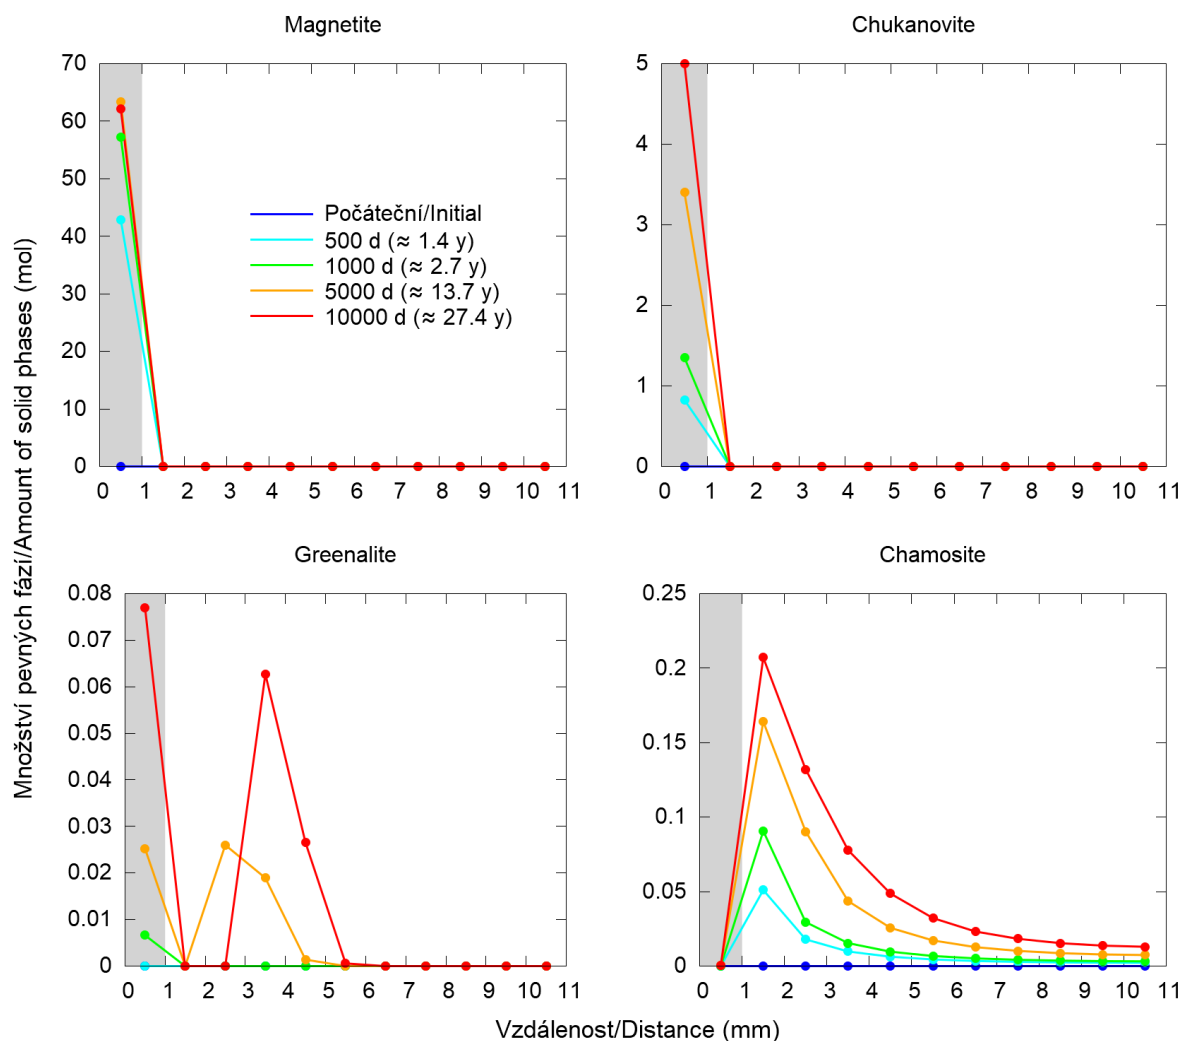 Magnetite
Chukanovite
70
60
50
40
30
20
10
0
0 1 2 3 4 5 6 7 8 9 10 11
Počáteční/Initial
500 d (≈ 1.4 y)
1000 d (≈ 2.7 y)
5000 d (≈ 13.7 y)
10000 d (≈ 27.4 y)
5
4
3
2
1
0
0 1 2 3 4 5 6 7 8 9 10 11
Množství pevných fází/Amount of solid phases (mol)
Greenalite
Chamosite
0.08
0.07
0.06
0.05
0.04
0.03
0.02
0.01
0
0 1 2 3 4 5 6 7 8 9 10 11
0.25
0.2
0.15
0.1
0.05
0
0 1 2 3 4 5 6 7 8 9 10 11
Vzdálenost/Distance (mm)